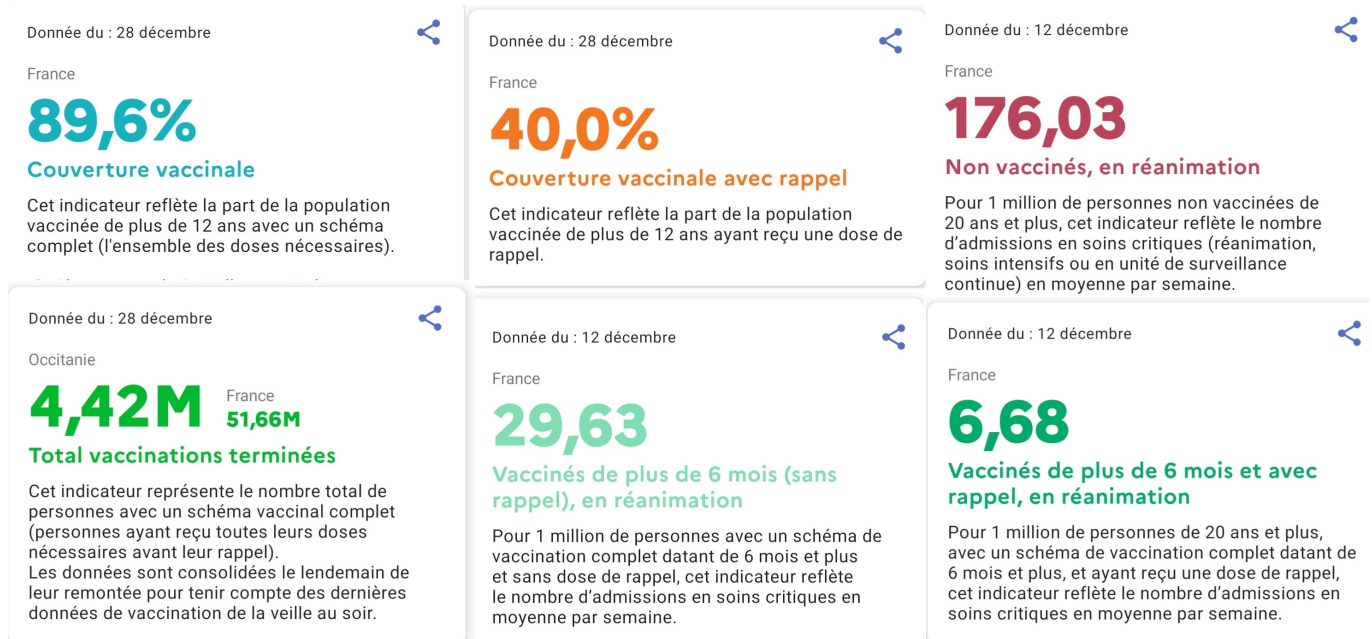 Donnée du : 28 décembre
France
89,6%
Couverture vaccinale
Cet indicateur reflète la part de la population
vaccinée de plus de 12 ans avec un schéma
complet (l'ensemble des doses nécessaires).
Donnée du : 28 décembre
France
40,0%
Couverture vaccinale avec rappel
Cet indicateur reflète la part de la population
vaccinée de plus de 12 ans ayant reçu une dose de
rappel.
Donnée du : 12 décembre
France
176,03
Non vaccinés, en réanimation
Pour 1 million de personnes non vaccinées de
20 ans et plus, cet indicateur reflète le nombre
d’admissions en soins critiques (réanimation,
soins intensifs ou en unité de surveillance
continue) en moyenne par semaine.
Donnée du : 28 décembre
Occitanie
4,42M
France
51,66M
Total vaccinations terminées
Cet indicateur représente le nombre total de
personnes avec un schéma vaccinal complet
(personnes ayant reçu toutes leurs doses
nécessaires avant leur rappel).
Les données sont consolidées le lendemain de
leur remontée pour tenir compte des dernières
données de vaccination de la veille au soir.
Donnée du : 12 décembre
France
29,63
Vaccinés de plus de 6 mois (sans
rappel), en réanimation
Pour 1 million de personnes avec un schéma de
vaccination complet datant de 6 mois et plus
et sans dose de rappel, cet indicateur reflète
le nombre d’admissions en soins critiques en
moyenne par semaine.
Donnée du : 12 décembre
France
6,68
Vaccinés de plus de 6 mois et avec
rappel, en réanimation
Pour 1 million de personnes de 20 ans et plus,
avec un schéma de vaccination complet datant de
6 mois et plus, et ayant reçu une dose de rappel,
cet indicateur reflète le nombre d’admissions en
soins critiques en moyenne par semaine.